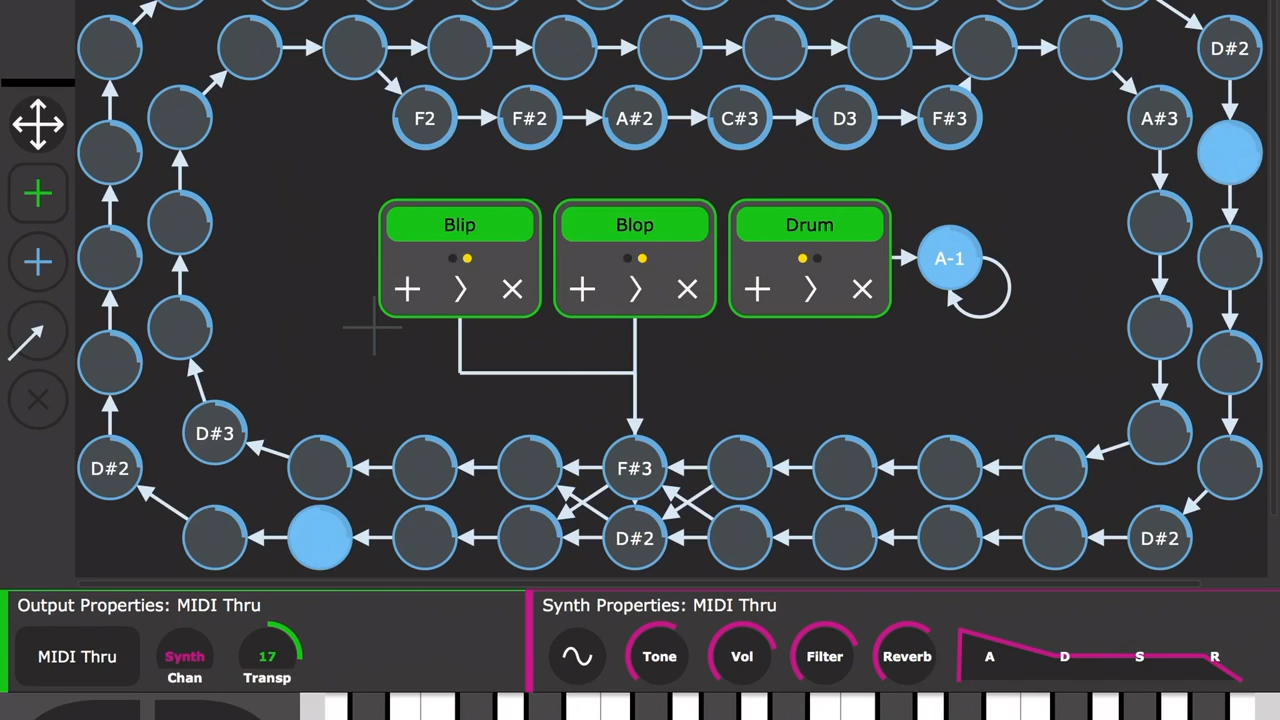 D#2
F2 F#2 A#2 C#3 D3 F#3 A#3
Blip Blop Drum
A-1
D#3
D#2 F#3
D#2 D#2
Output Properties: MIDI Thru
MIDI Thru
Synth
Chan
17
Transp
Synth Properties: MIDI Thru
Tone Vol Filter Reverb A D S R